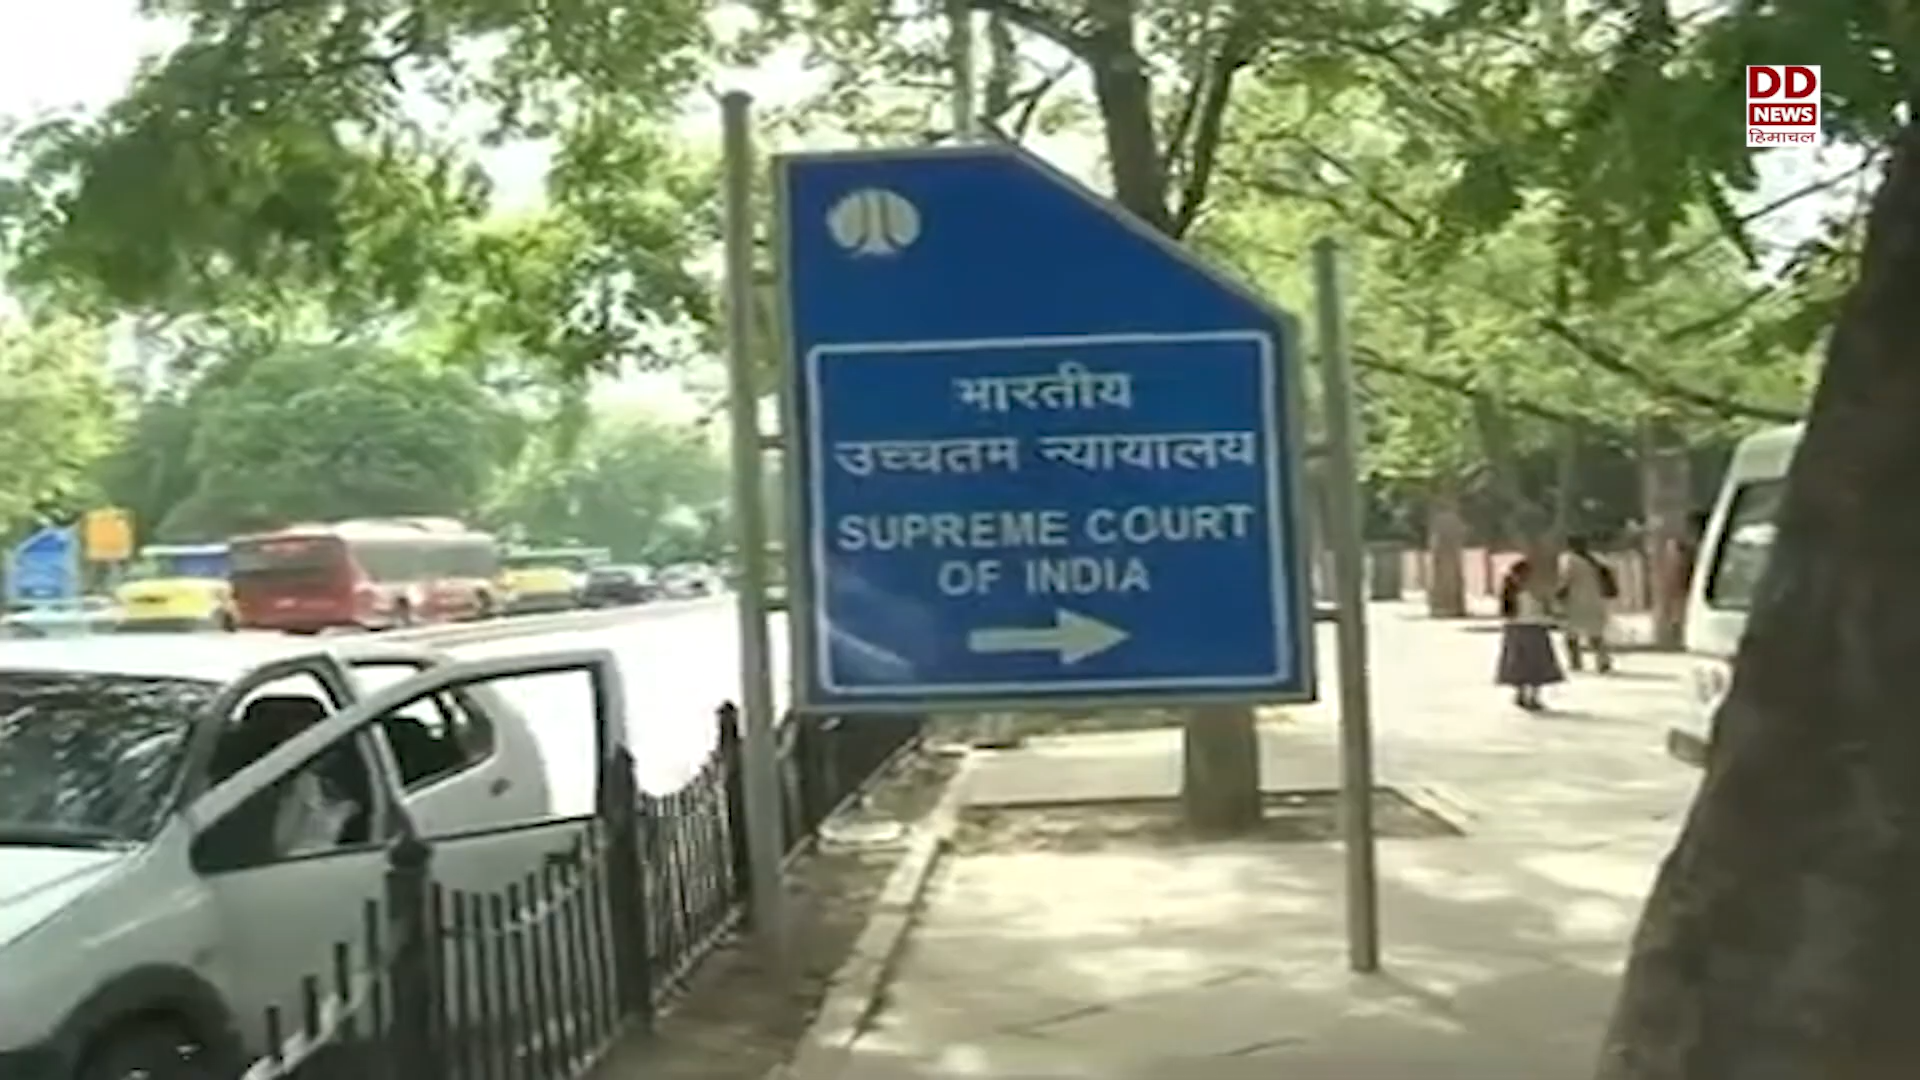 DD
NEWS
हिमाचल
भारतीय
उच्चतम न्यायालय
SUPREME COURT
OF INDIA